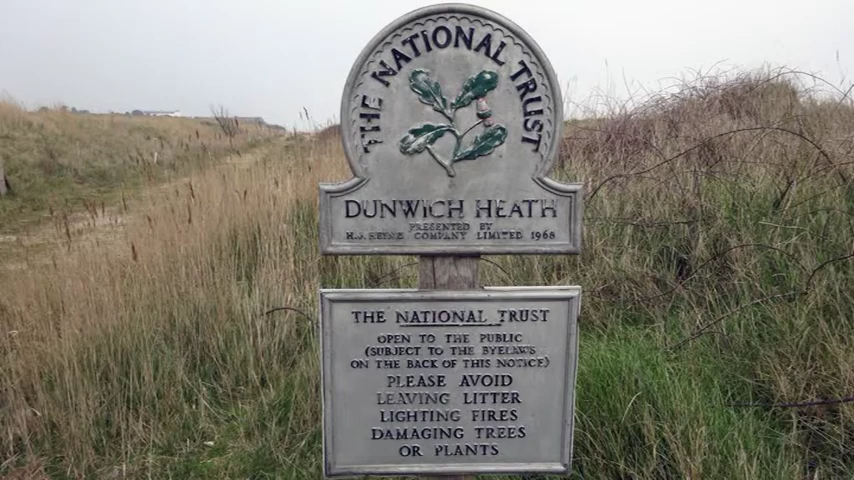 THE NATIONAL TRUST
DUNWICH HEATH
PRESENTED BY
H.J. HEINZ COMPANY LIMITED 1968
THE NATIONAL TRUST
OPEN TO THE PUBLIC
(SUBJECT TO THE BYELAWS
ON THE BACK OF THIS NOTICE)
PLEASE AVOID
LEAVING LITTER
LIGHTING FIRES
DAMAGING TREES
OR PLANTS